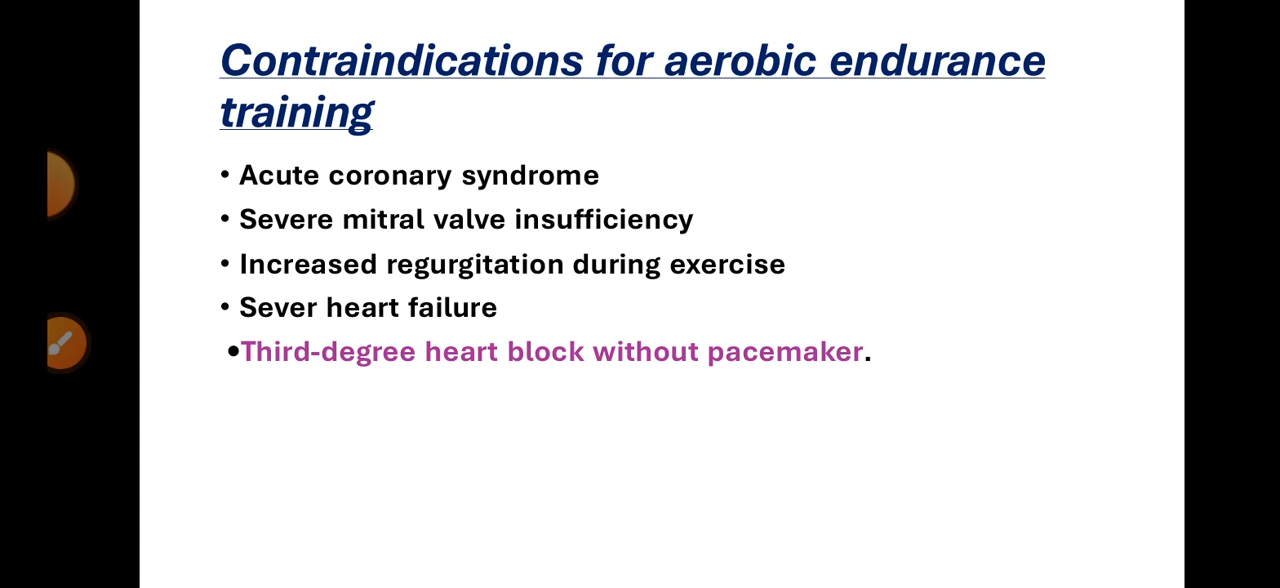 Contraindications for aerobic endurance
training
• Acute coronary syndrome
• Severe mitral valve insufficiency
• Increased regurgitation during exercise
• Sever heart failure
•Third-degree heart block without pacemaker.